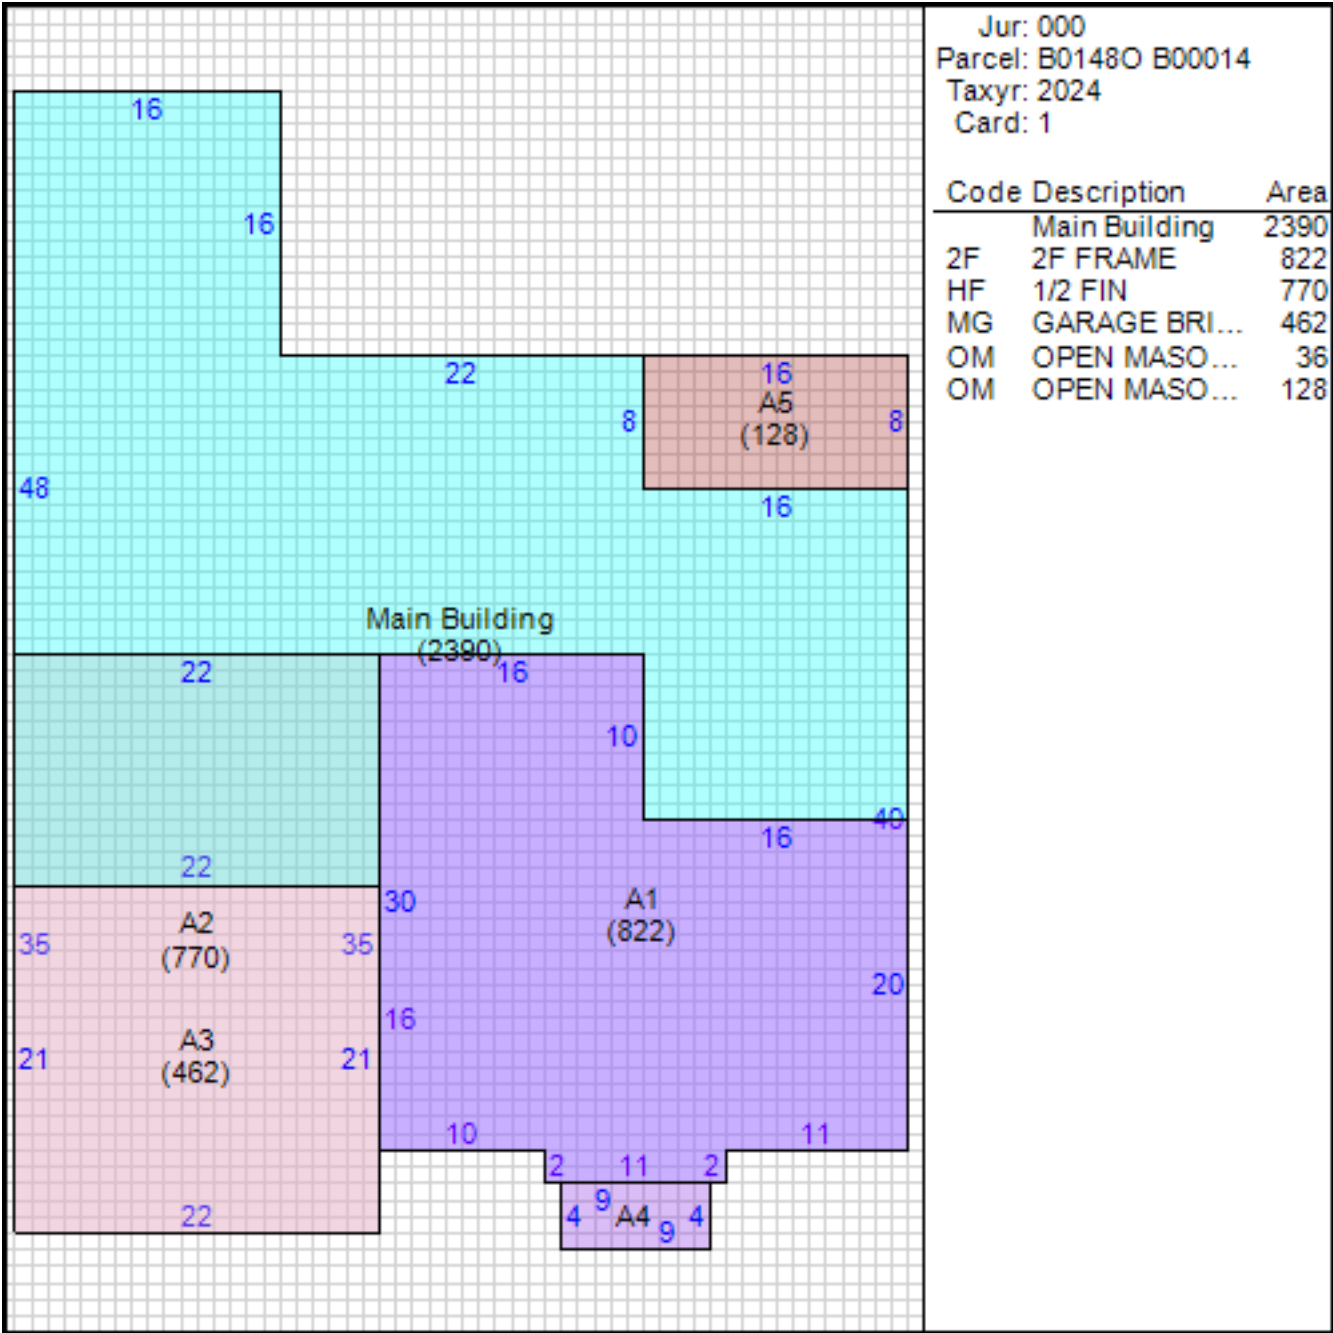 Jur: 000
Parcel: B0148O B00014
Taxyr: 2024
Card: 1
Code Description Area
Main Building 2390
2F 2F FRAME 822
HF 1/2 FIN 770
MG GARAGE BRI... 462
OM OPEN MASO... 36
OM OPEN MASO... 128
16
16
22
16
8
A5
8
(128)
48
16
Main Building
(2390)
22
16
10
40
16
22
30
A1
(822)
A2
35
35
(770)
20
16
A3
21
21
(462)
10
11
2
11
2
9
4
A4
4
9
22